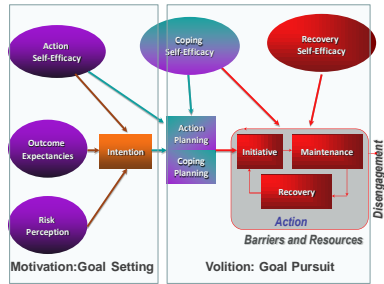 Action
Self-Efficacy
Coping
Self-Efficacy
Recovery
Self-Efficacy
Outcome
Expectancies
Intention
Action
Planning
Coping
Planning
Initiative
Maintenance
Recovery
Action
Disengagement
Risk
Perception
Barriers and Resources
Motivation:Goal Setting
Volition: Goal Pursuit